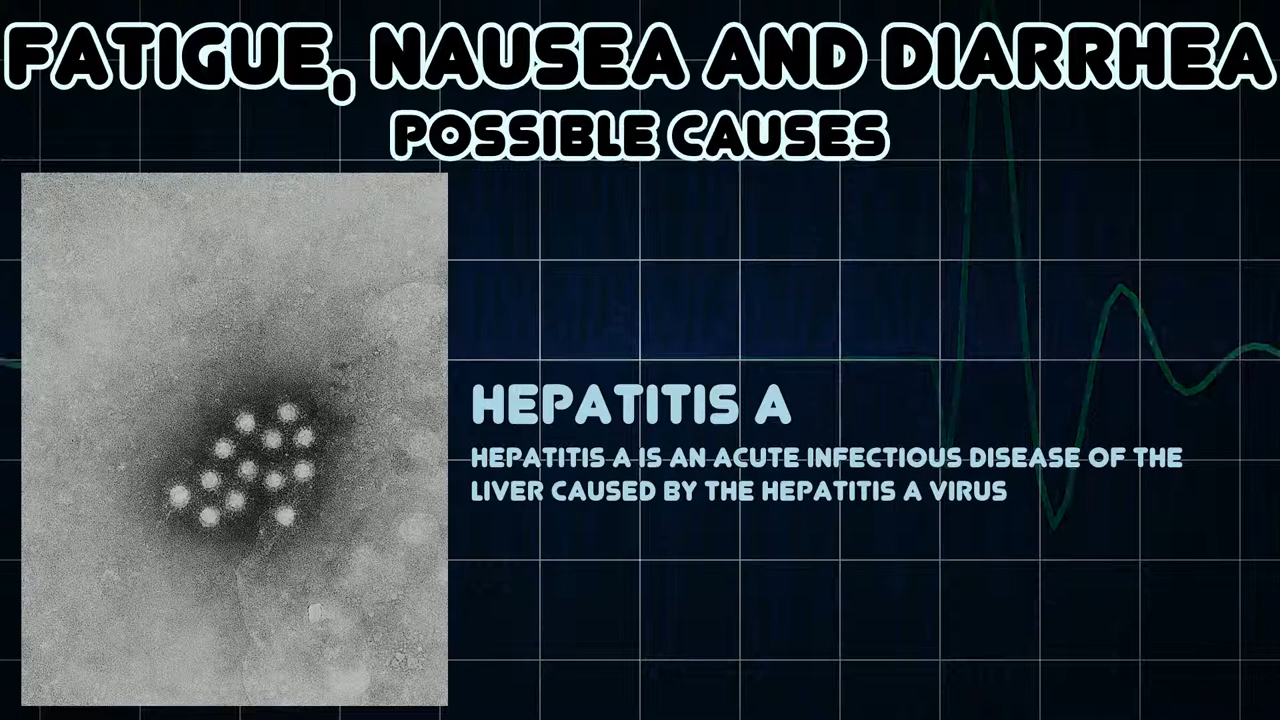 FATIGUE, NAUSEA AND DIARRHEA
POSSIBLE CAUSES
HEPATITIS A
HEPATITIS A IS AN ACUTE INFECTIOUS DISEASE OF THE
LIVER CAUSED BY THE HEPATITIS A VIRUS